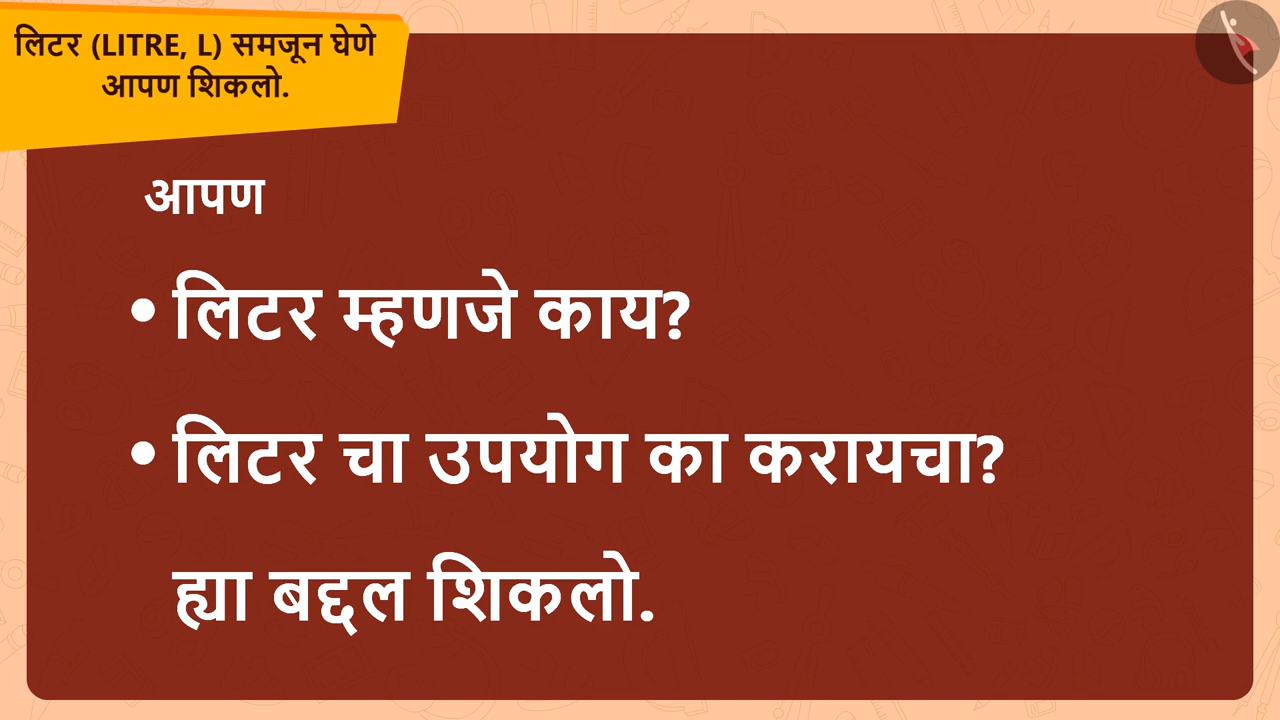 लिटर (LITRE, L) समजून घेणे
आपण शिकलो.
आपण
• लिटर म्हणजे काय?
• लिटर चा उपयोग का करायचा?
ह्या बद्दल शिकलो.